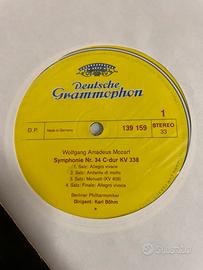 Deutsche
Grammophon
D.P.
Made in Germany
139 159
1
STEREO
33
Wolfgang Amadeus Mozart
Symphonie Nr. 34 C-dur KV 338
1. Satz: Allegro vivace
2. Satz: Andante di molto
3. Satz: Menuett (KV 409)
4. Satz: Finale: Allegro vivace
Berliner Philharmoniker
Dirigent: Karl Böhm
subito.it